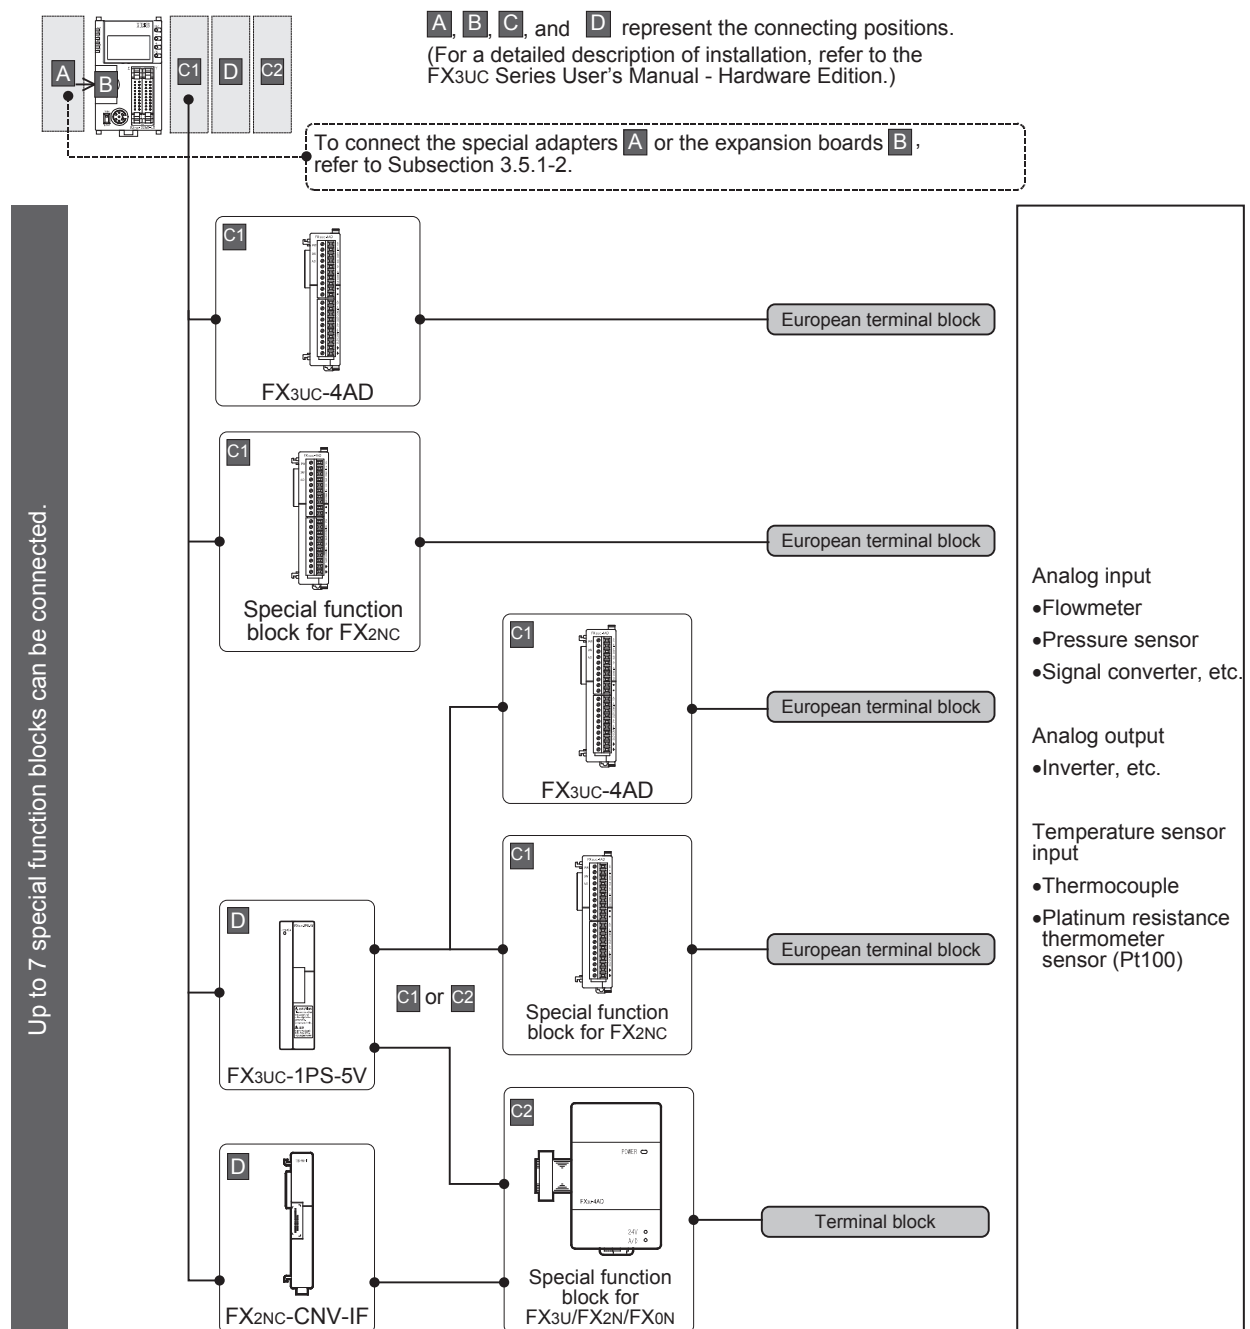 A, B, C, and D represent the connecting positions.
(For a detailed description of installation, refer to the
FX3UC Series User's Manual - Hardware Edition.)
A
B
C1
D
C2
To connect the special adapters A or the expansion boards B,
refer to Subsection 3.5.1-2.
Up to 7 special function blocks can be connected.
C1
FX3UC-4AD
European terminal block
C1
Special function
block for FX2NC
European terminal block
C1
FX3UC-4AD
European terminal block
C1
Special function
block for FX2NC
European terminal block
D
FX3UC-1PS-5V
C1 or C2
C2
POWER
FX2N-4AD
24V
A/D
Special function
block for
FX3U/FX2N/FX0N
Terminal block
D
FX2NC-CNV-IF
Analog input
•Flowmeter
•Pressure sensor
•Signal converter, etc.
Analog output
•Inverter, etc.
Temperature sensor
input
•Thermocouple
•Platinum resistance
thermometer
sensor (Pt100)